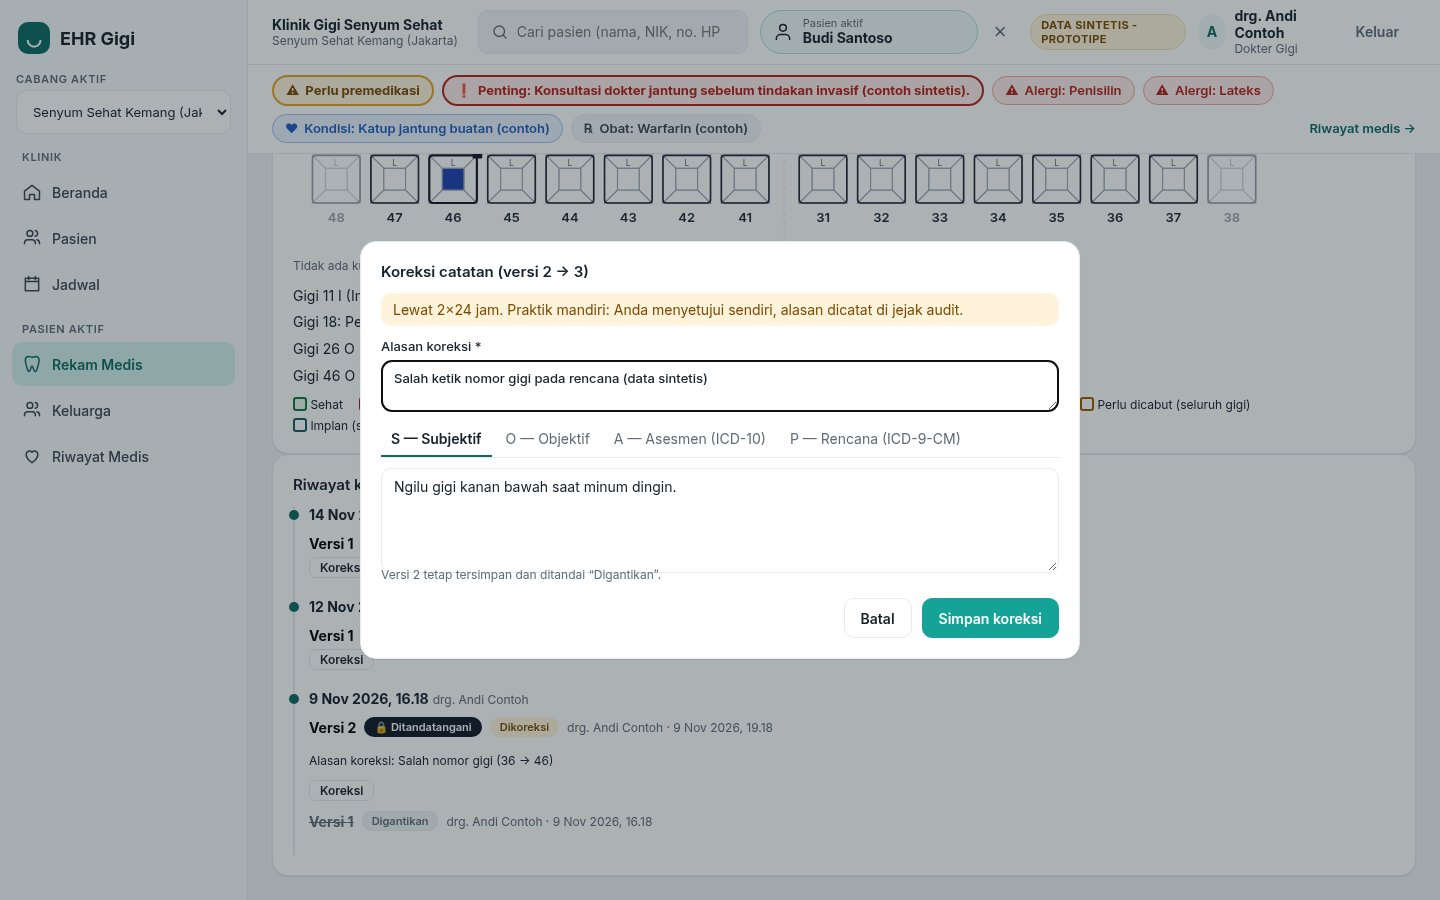 EHR Gigi
CABANG AKTIF
Senyum Sehat Kemang (Jak
KLINIK
Beranda
Pasien
Jadwal
PASIEN AKTIF
Rekam Medis
Keluarga
Riwayat Medis
Klinik Gigi Senyum Sehat
Senyum Sehat Kemang (Jakarta)
Cari pasien (nama, NIK, no. HP
Pasien aktif
Budi Santoso
DATA SINTETIS -
PROTOTIPE
A
drg. Andi
Contoh
Dokter Gigi
Keluar
Perlu premedikasi
Penting: Konsultasi dokter jantung sebelum tindakan invasif (contoh sintetis).
Alergi: Penisilin
Alergi: Lateks
Kondisi: Katup jantung buatan (contoh)
℞ Obat: Warfarin (contoh)
Riwayat medis →
L L L L L L L L L L L L L L L L
48 47 46 45 44 43 42 41 31 32 33 34 35 36 37 38
Tidak ada
Gigi 11 I
Gigi 18:
Gigi 26 O
Gigi 46 O
Sehat
Perlu dicabut (seluruh gigi)
Implan
Koreksi catatan (versi 2 → 3)
Lewat 2×24 jam. Praktik mandiri: Anda menyetujui sendiri, alasan dicatat di jejak audit.
Alasan koreksi *
Salah ketik nomor gigi pada rencana (data sintetis)
S — Subjektif
O — Objektif
A — Asesmen (ICD-10)
P — Rencana (ICD-9-CM)
Ngilu gigi kanan bawah saat minum dingin.
Versi 2 tetap tersimpan dan ditandai “Digantikan”.
Batal
Simpan koreksi
Riwayat
14 Nov
Versi 1
Koreks
12 Nov
Versi 1
Koreksi
9 Nov 2026, 16.18 drg. Andi Contoh
Versi 2 🔒 Ditandatangani Dikoreksi drg. Andi Contoh · 9 Nov 2026, 19.18
Alasan koreksi: Salah nomor gigi (36 → 46)
Koreksi
Versi 1 Digantikan drg. Andi Contoh · 9 Nov 2026, 16.18